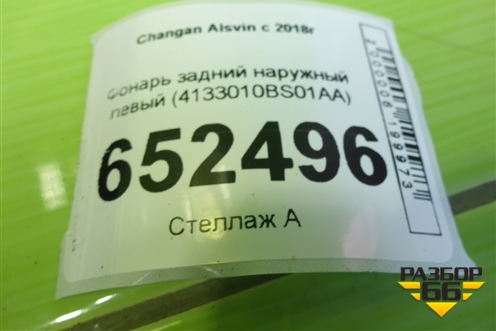 Changan Alsvin с 2018г
Фонарь задний наружный
левый (4133010BS01AA)
652496
Стеллаж А
2000006199973
РАЗБОР
66